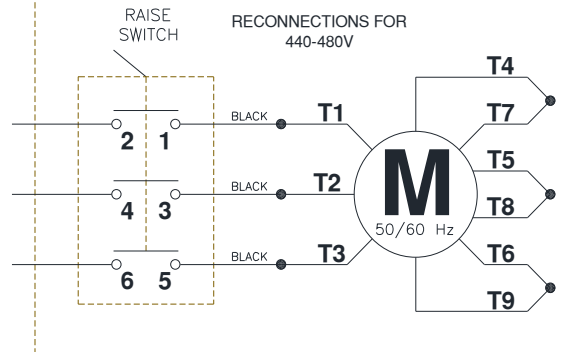 RAISE
SWITCH
RECONNECTIONS FOR
440-480V
T4
BLACK T1 T7
2 1
T5
BLACK T2
M
4 3
T8
50/60 Hz
BLACK T3 T6
6 5
T9